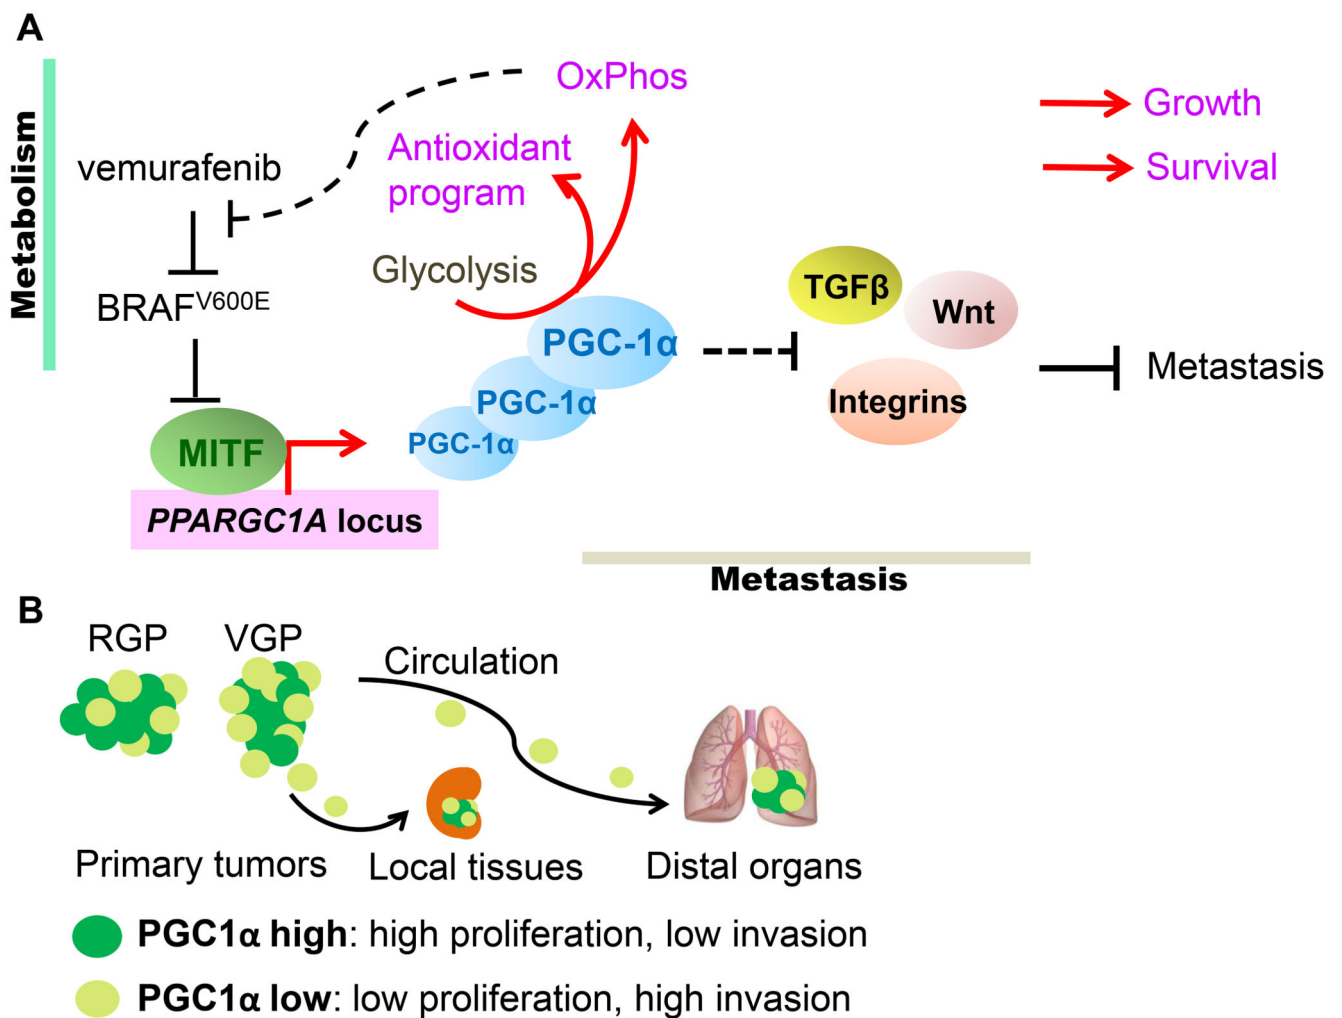 A
Metabolism
OxPhos
Growth
Antioxidant
program
Survival
vemurafenib
Glycolysis
BRAFV600E
TGFβ
Wnt
PGC-1α
Metastasis
PGC-1α
Integrins
PGC-1α
MITF
PPARGC1A locus
Metastasis
B
RGP
VGP
Circulation
Primary tumors
Local tissues
Distal organs
PGC1α high: high proliferation, low invasion
PGC1α low: low proliferation, high invasion